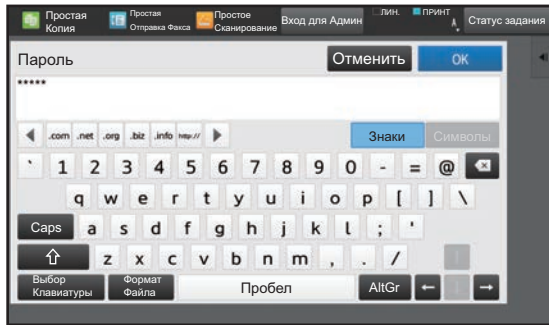 Простая Копия
Простая Отправка Факса
Простое Сканирование
Вход для Админ
ЛИН.
ПРИНТ
Статус задания
Пароль
Отменить
OK
*****
.com .net .org .biz .info http://
Знаки
Символы
` 1 2 3 4 5 6 7 8 9 0 - = @
q w e r t y u i o p [ ] \
Caps a s d f g h j k l ; '
z x c v b n m , . /
Выбор Клавиатуры
Формат Файла
Пробел
AltGr